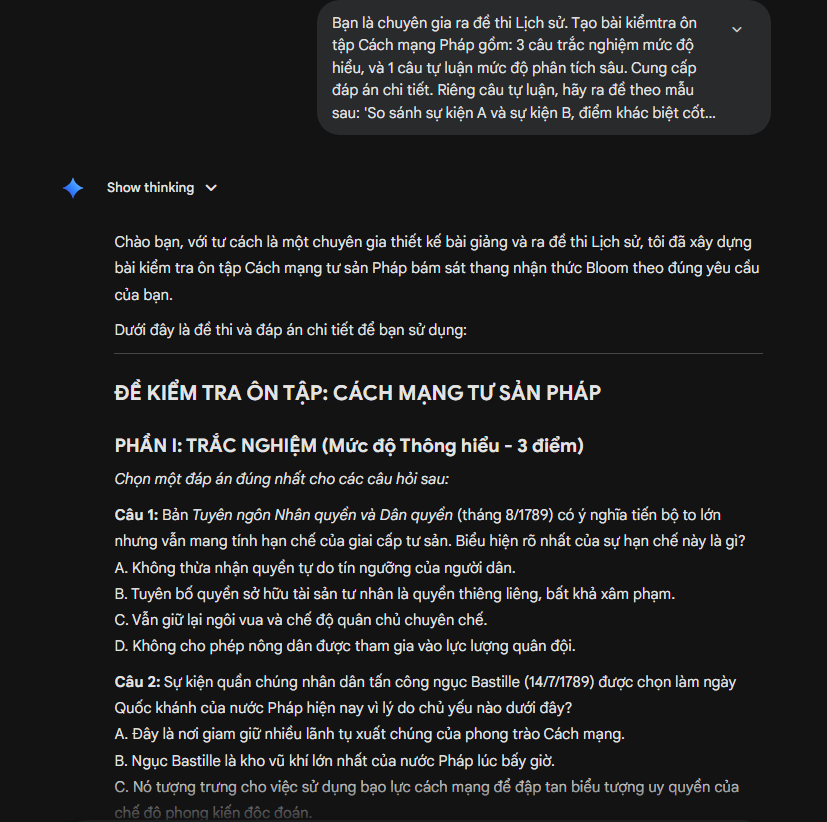 Bạn là chuyên gia ra đề thi Lịch sử. Tạo bài kiểmtra ôn
tập Cách mạng Pháp gồm: 3 câu trắc nghiệm mức độ
hiểu, và 1 câu tự luận mức độ phân tích sâu. Cung cấp
đáp án chi tiết. Riêng câu tự luận, hãy ra đề theo mẫu
sau: 'So sánh sự kiện A và sự kiện B, điểm khác biệt cốt...
Show thinking
Chào bạn, với tư cách là một chuyên gia thiết kế bài giảng và ra đề thi Lịch sử, tôi đã xây dựng
bài kiểm tra ôn tập Cách mạng tư sản Pháp bám sát thang nhận thức Bloom theo đúng yêu cầu
của bạn.
Dưới đây là đề thi và đáp án chi tiết để bạn sử dụng:
ĐỀ KIỂM TRA ÔN TẬP: CÁCH MẠNG TƯ SẢN PHÁP
PHẦN I: TRẮC NGHIỆM (Mức độ Thông hiểu - 3 điểm)
Chọn một đáp án đúng nhất cho các câu hỏi sau:
Câu 1: Bản Tuyên ngôn Nhân quyền và Dân quyền (tháng 8/1789) có ý nghĩa tiến bộ to lớn
nhưng vẫn mang tính hạn chế của giai cấp tư sản. Biểu hiện rõ nhất của sự hạn chế này là gì?
A. Không thừa nhận quyền tự do tín ngưỡng của người dân.
B. Tuyên bố quyền sở hữu tài sản tư nhân là quyền thiêng liêng, bất khả xâm phạm.
C. Vẫn giữ lại ngôi vua và chế độ quân chủ chuyên chế.
D. Không cho phép nông dân được tham gia vào lực lượng quân đội.
Câu 2: Sự kiện quần chúng nhân dân tấn công ngục Bastille (14/7/1789) được chọn làm ngày
Quốc khánh của nước Pháp hiện nay vì lý do chủ yếu nào dưới đây?
A. Đây là nơi giam giữ nhiều lãnh tụ xuất chúng của phong trào Cách mạng.
B. Ngục Bastille là kho vũ khí lớn nhất của nước Pháp lúc bấy giờ.
C. Nó tượng trưng cho việc sử dụng bạo lực cách mạng để đập tan biểu tượng uy quyền của
chế độ phong kiến độc đoán.